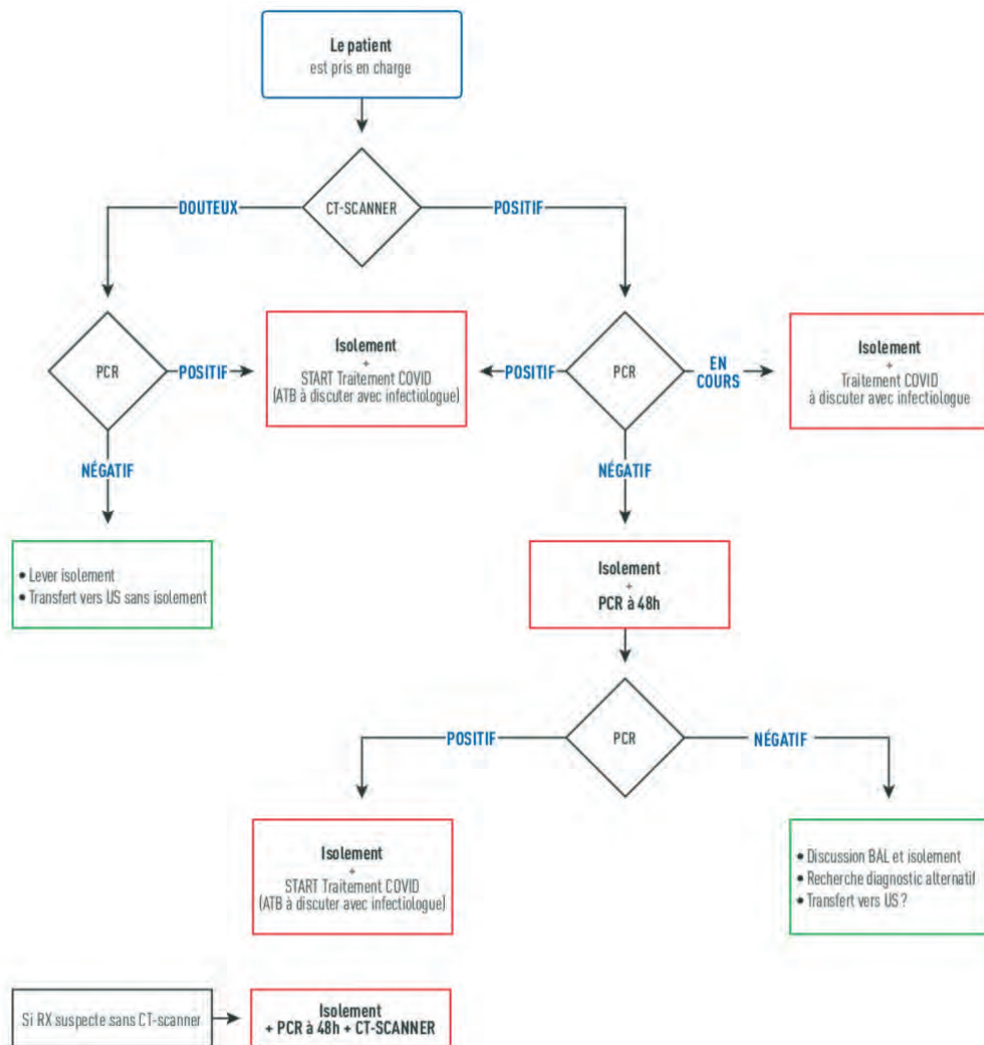 Le patient
est pris en charge
DOUTEUX
CT-SCANNER
POSITIF
PCR
POSITIF
Isolement
+
START Traitement COVID
(ATB à discuter avec infectiologue)
POSITIF
PCR
EN
COURS
Isolement
+
Traitement COVID
à discuter avec infectiologue
NÉGATIF
NÉGATIF
• Lever isolement
• Transfert vers US sans isolement
Isolement
+
PCR à 48h
POSITIF
PCR
NÉGATIF
Isolement
+
START Traitement COVID
(ATB à discuter avec infectiologue)
• Discussion BAL et isolement
• Recherche diagnostic alternatif
• Transfert vers US ?
Si RX suspecte sans CT-scanner
Isolement
+ PCR à 48h + CT-SCANNER